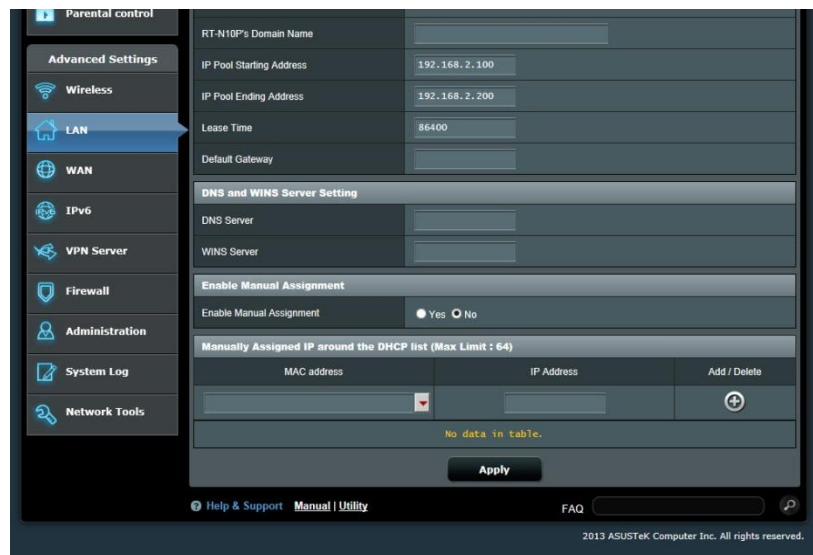 Parental control
Advanced Settings
Wireless
LAN
WAN
IPv6
IPv6
VPN Server
Firewall
Administration
System Log
Network Tools
RT-N10P's Domain Name
IP Pool Starting Address 192.168.2.100
IP Pool Ending Address 192.168.2.200
Lease Time 86400
Default Gateway
DNS and WINS Server Setting
DNS Server
WINS Server
Enable Manual Assignment
Enable Manual Assignment Yes No
Manually Assigned IP around the DHCP list (Max Limit : 64)
MAC address IP Address Add / Delete
No data in table.
Apply
Help & Support Manual | Utility FAQ
2013 ASUSTeK Computer Inc. All rights reserved.